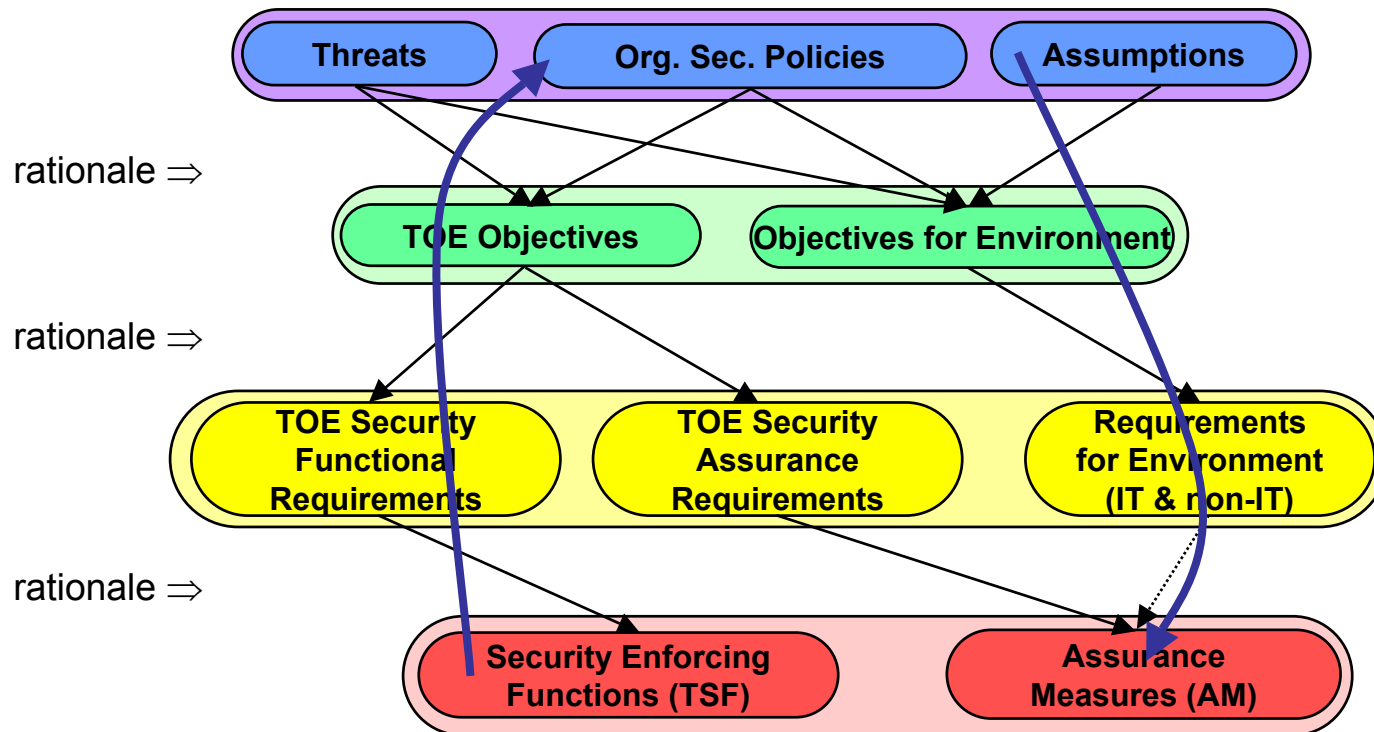 Threats
Org. Sec. Policies
Assumptions
rationale ⇒
TOE Objectives
Objectives for Environment
rationale ⇒
TOE Security
Functional
Requirements
TOE Security
Assurance
Requirements
Requirements
for Environment
(IT & non-IT)
rationale ⇒
Security Enforcing
Functions (TSF)
Assurance
Measures (AM)